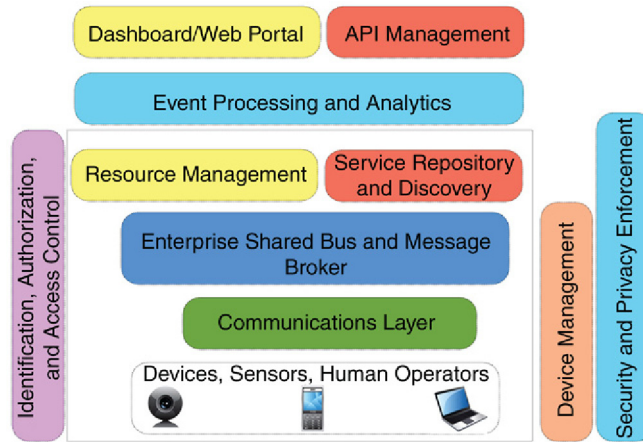 Dashboard/Web Portal
API Management
Event Processing and Analytics
Identification, Authorization,
and Access Control
Resource Management
Service Repository
and Discovery
Enterprise Shared Bus and Message
Broker
Communications Layer
Devices, Sensors, Human Operators
Device Management
Security and Privacy Enforcement